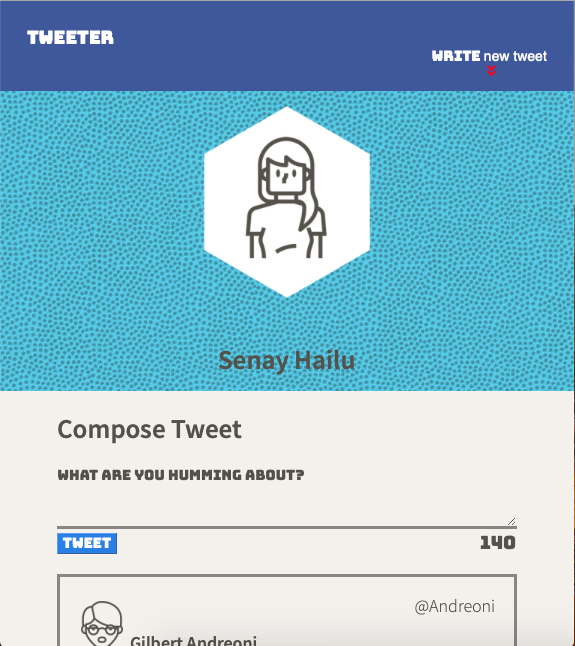 TWEETER
WRITE new tweet
Senay Hailu
Compose Tweet
WHAT ARE YOU HUMMING ABOUT?
TWEET 140
@Andreoni
Gilbert Andreoni